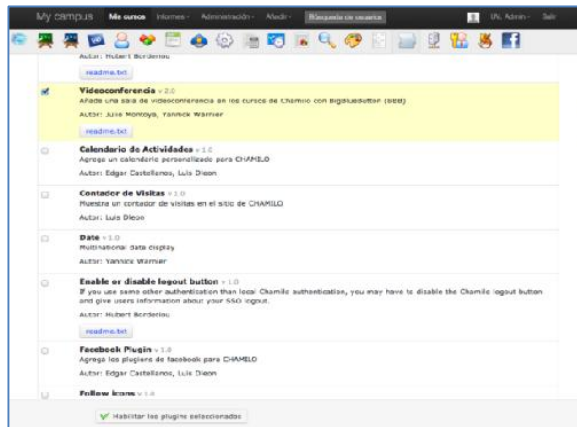 My campus Mis cursos Informes Administración Añadir Búsqueda de usuarios UN. Admin Salir
Autor: Hubert Borderiou
readme.txt
Videoconferencia v 2.0
Añade una sala de videoconferencia en los cursos de Chamilo con BigBlueButton (BBB)
Autor: Julio Montoya, Yannick Warnier
readme.txt
Calendario de Actividades v 1.0
Agrega un calendario personalizado para CHAMILO
Autor: Edgar Castellanos, Luis Dleon
Contador de Visitas v 1.0
Muestra un contador de visitas en el sitio de CHAMILO
Autor: Luis Dleon
Date v 1.0
Multinational data display
Autor: Yannick Warnier
Enable or disable logout button v 1.0
If you use some other authentication than local Chamilo authentication, you may have to disable the Chamilo logout button
and give users information about your SSO logout.
Autor: Hubert Borderiou
readme.txt
Facebook Plugin v 1.0
Agrega los plugiens de facebook para CHAMILO
Autor: Edgar Castellanos, Luis Dleon
Follow icons v 1.0
Habilitar los plugins seleccionados